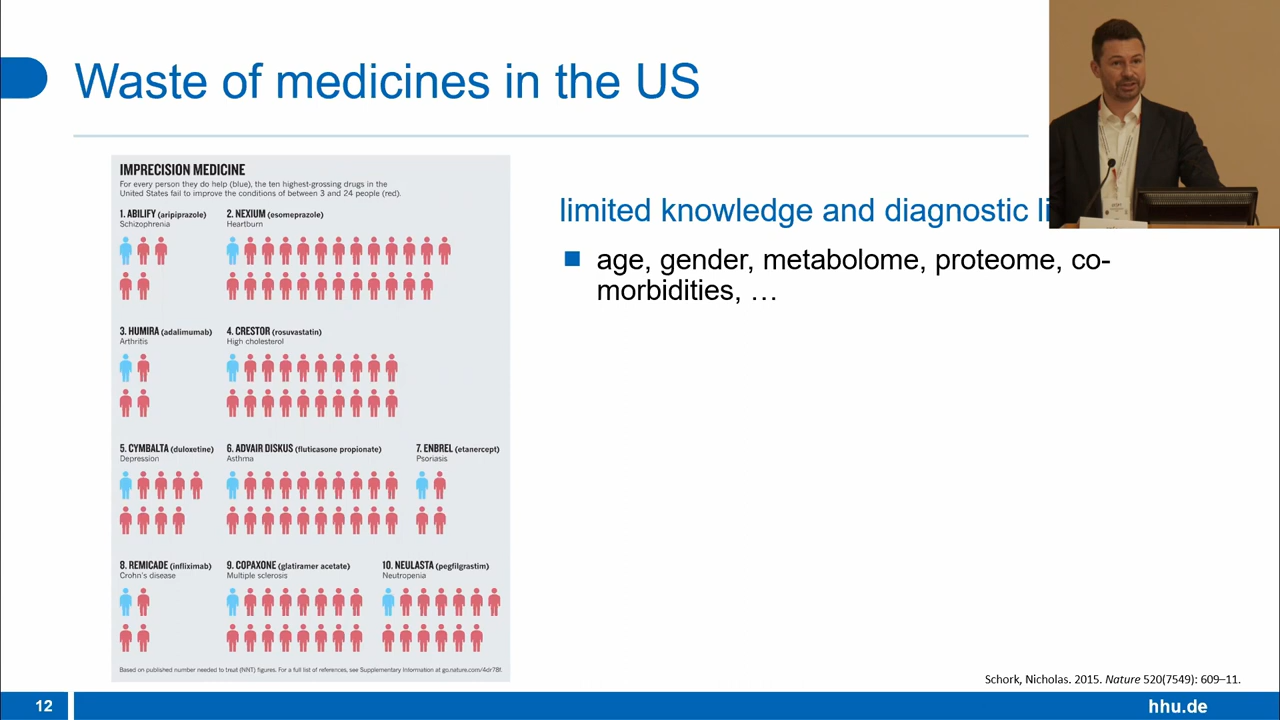 Waste of medicines in the US
IMPRECISION MEDICINE
For every person they do help (blue), the ten highest-grossing drugs in the
United States fail to improve the conditions of between 3 and 24 people (red).
1. ABILIFY (aripiprazole)
Schizophrenia
2. NEXIUM (esomeprazole)
Heartburn
3. HUMIRA (adalimumab)
Arthritis
4. CRESTOR (rosuvastatin)
High cholesterol
5. CYMBALTA (duloxetine)
Depression
6. ADVAIR DISKUS (fluticasone propionate)
Asthma
7. ENBREL (etanercept)
Psoriasis
8. REMICADE (infliximab)
Crohn's disease
9. COPAXONE (glatiramer acetate)
Multiple sclerosis
10. NEULASTA (pegfilgrastim)
Neutropenia
Based on published number needed to treat (NNT) figures. For a full list of references, see Supplementary Information at go.nature.com/4dr78f.
limited knowledge and diagnostic li
age, gender, metabolome, proteome, co-
morbidities, …
Schork, Nicholas. 2015. Nature 520(7549): 609–11.
12
hhu.de